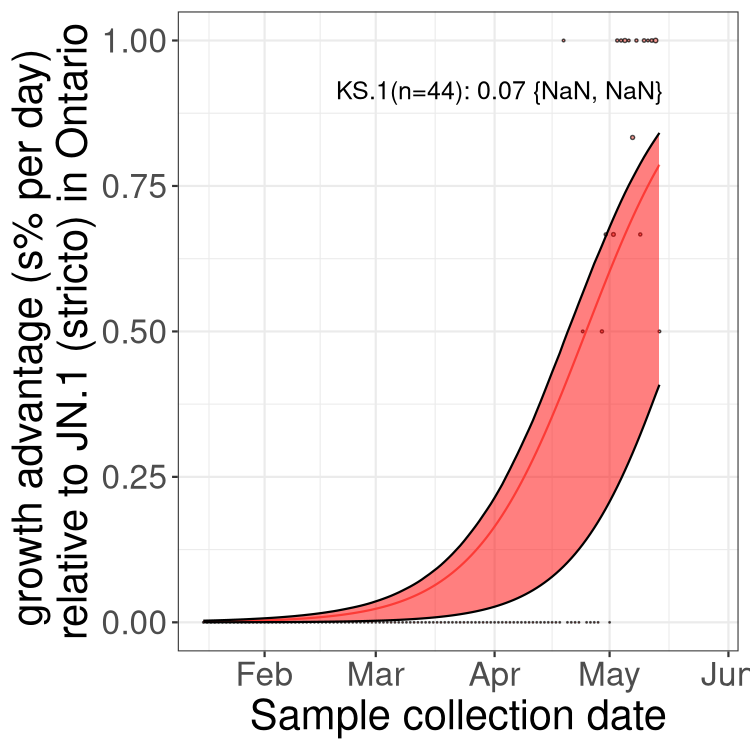 growth advantage (s% per day)
relative to JN.1 (stricto) in Ontario
1.00
0.75
0.50
0.25
0.00
KS.1(n=44): 0.07 {NaN, NaN}
Feb Mar Apr May Jun
Sample collection date